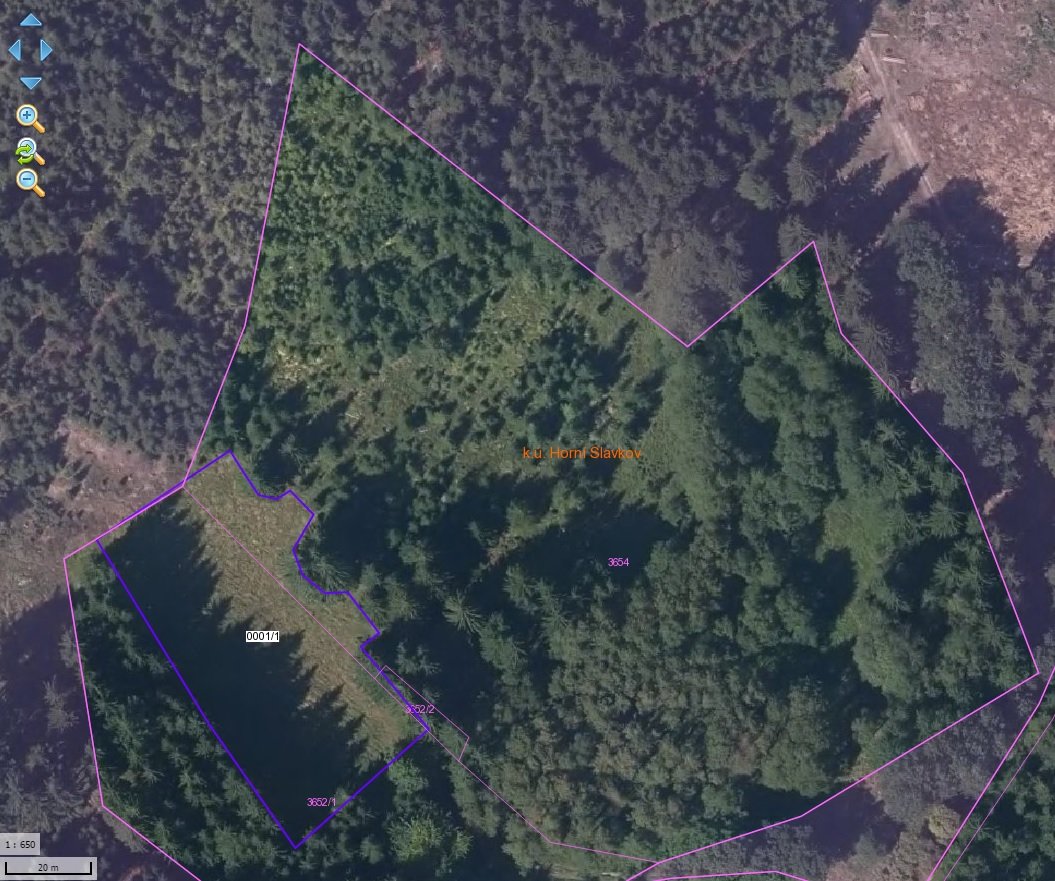 k.ú. Horní Slavkov
3654
0001/1
3652/2
3652/1
1 : 650
20 m